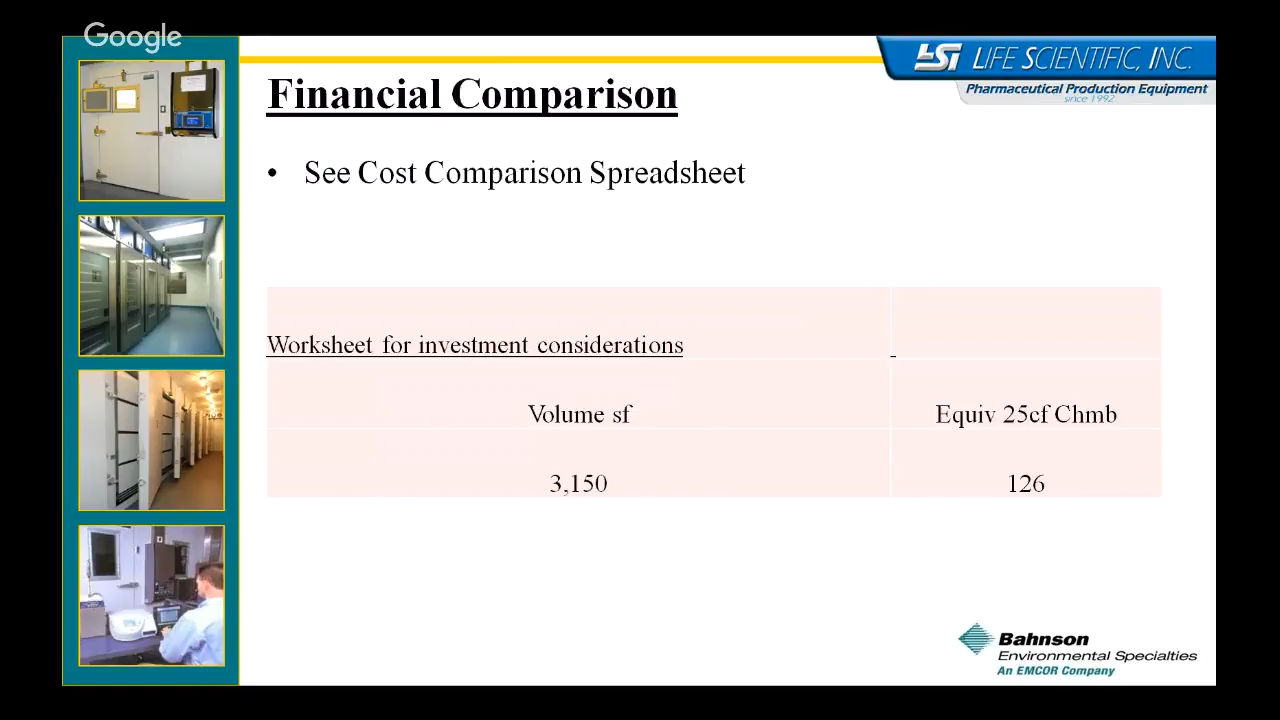 Google
LSI LIFE SCIENTIFIC, INC.
Pharmaceutical Production Equipment
since 1992
Financial Comparison
• See Cost Comparison Spreadsheet
Worksheet for investment considerations
Volume sf Equiv 25cf Chmb
3,150 126
Bahnson
Environmental Specialties
An EMCOR Company